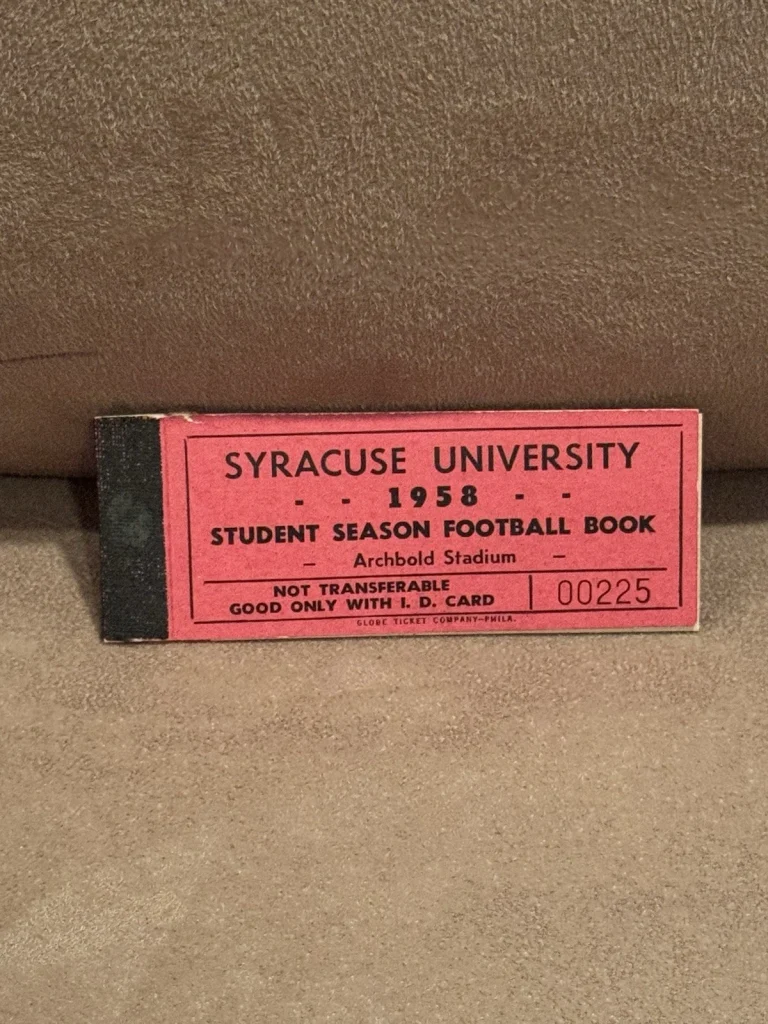 SYRACUSE UNIVERSITY
- - 1958 - -
STUDENT SEASON FOOTBALL BOOK
- Archbold Stadium -
NOT TRANSFERABLE
GOOD ONLY WITH I. D. CARD
00225
GLOBE TICKET COMPANY-PHILA.